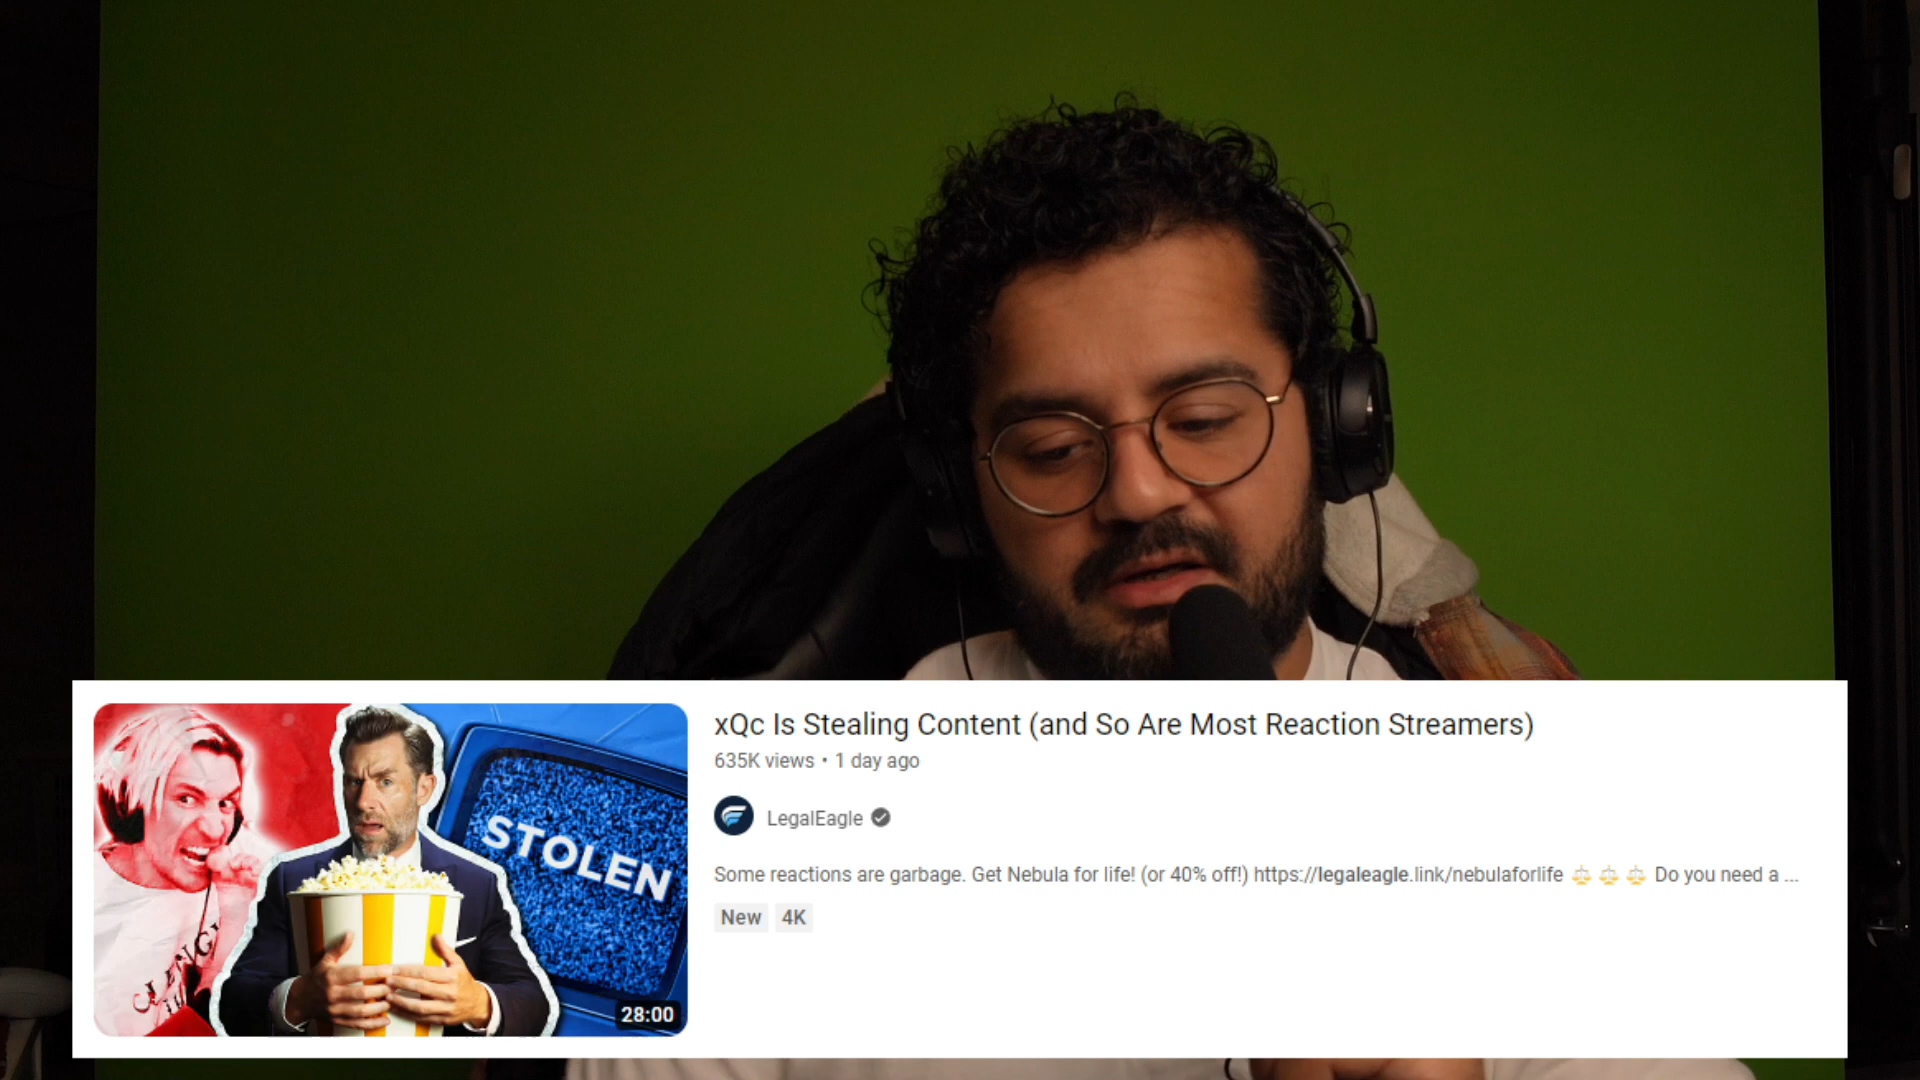 xQc Is Stealing Content (and So Are Most Reaction Streamers)
635K views • 1 day ago
LegalEagle
Some reactions are garbage. Get Nebula for life! (or 40% off!) https://legaleagle.link/nebulaforlife ⚖️ ⚖️ ⚖️ Do you need a ...
New 4K
STOLEN
28:00